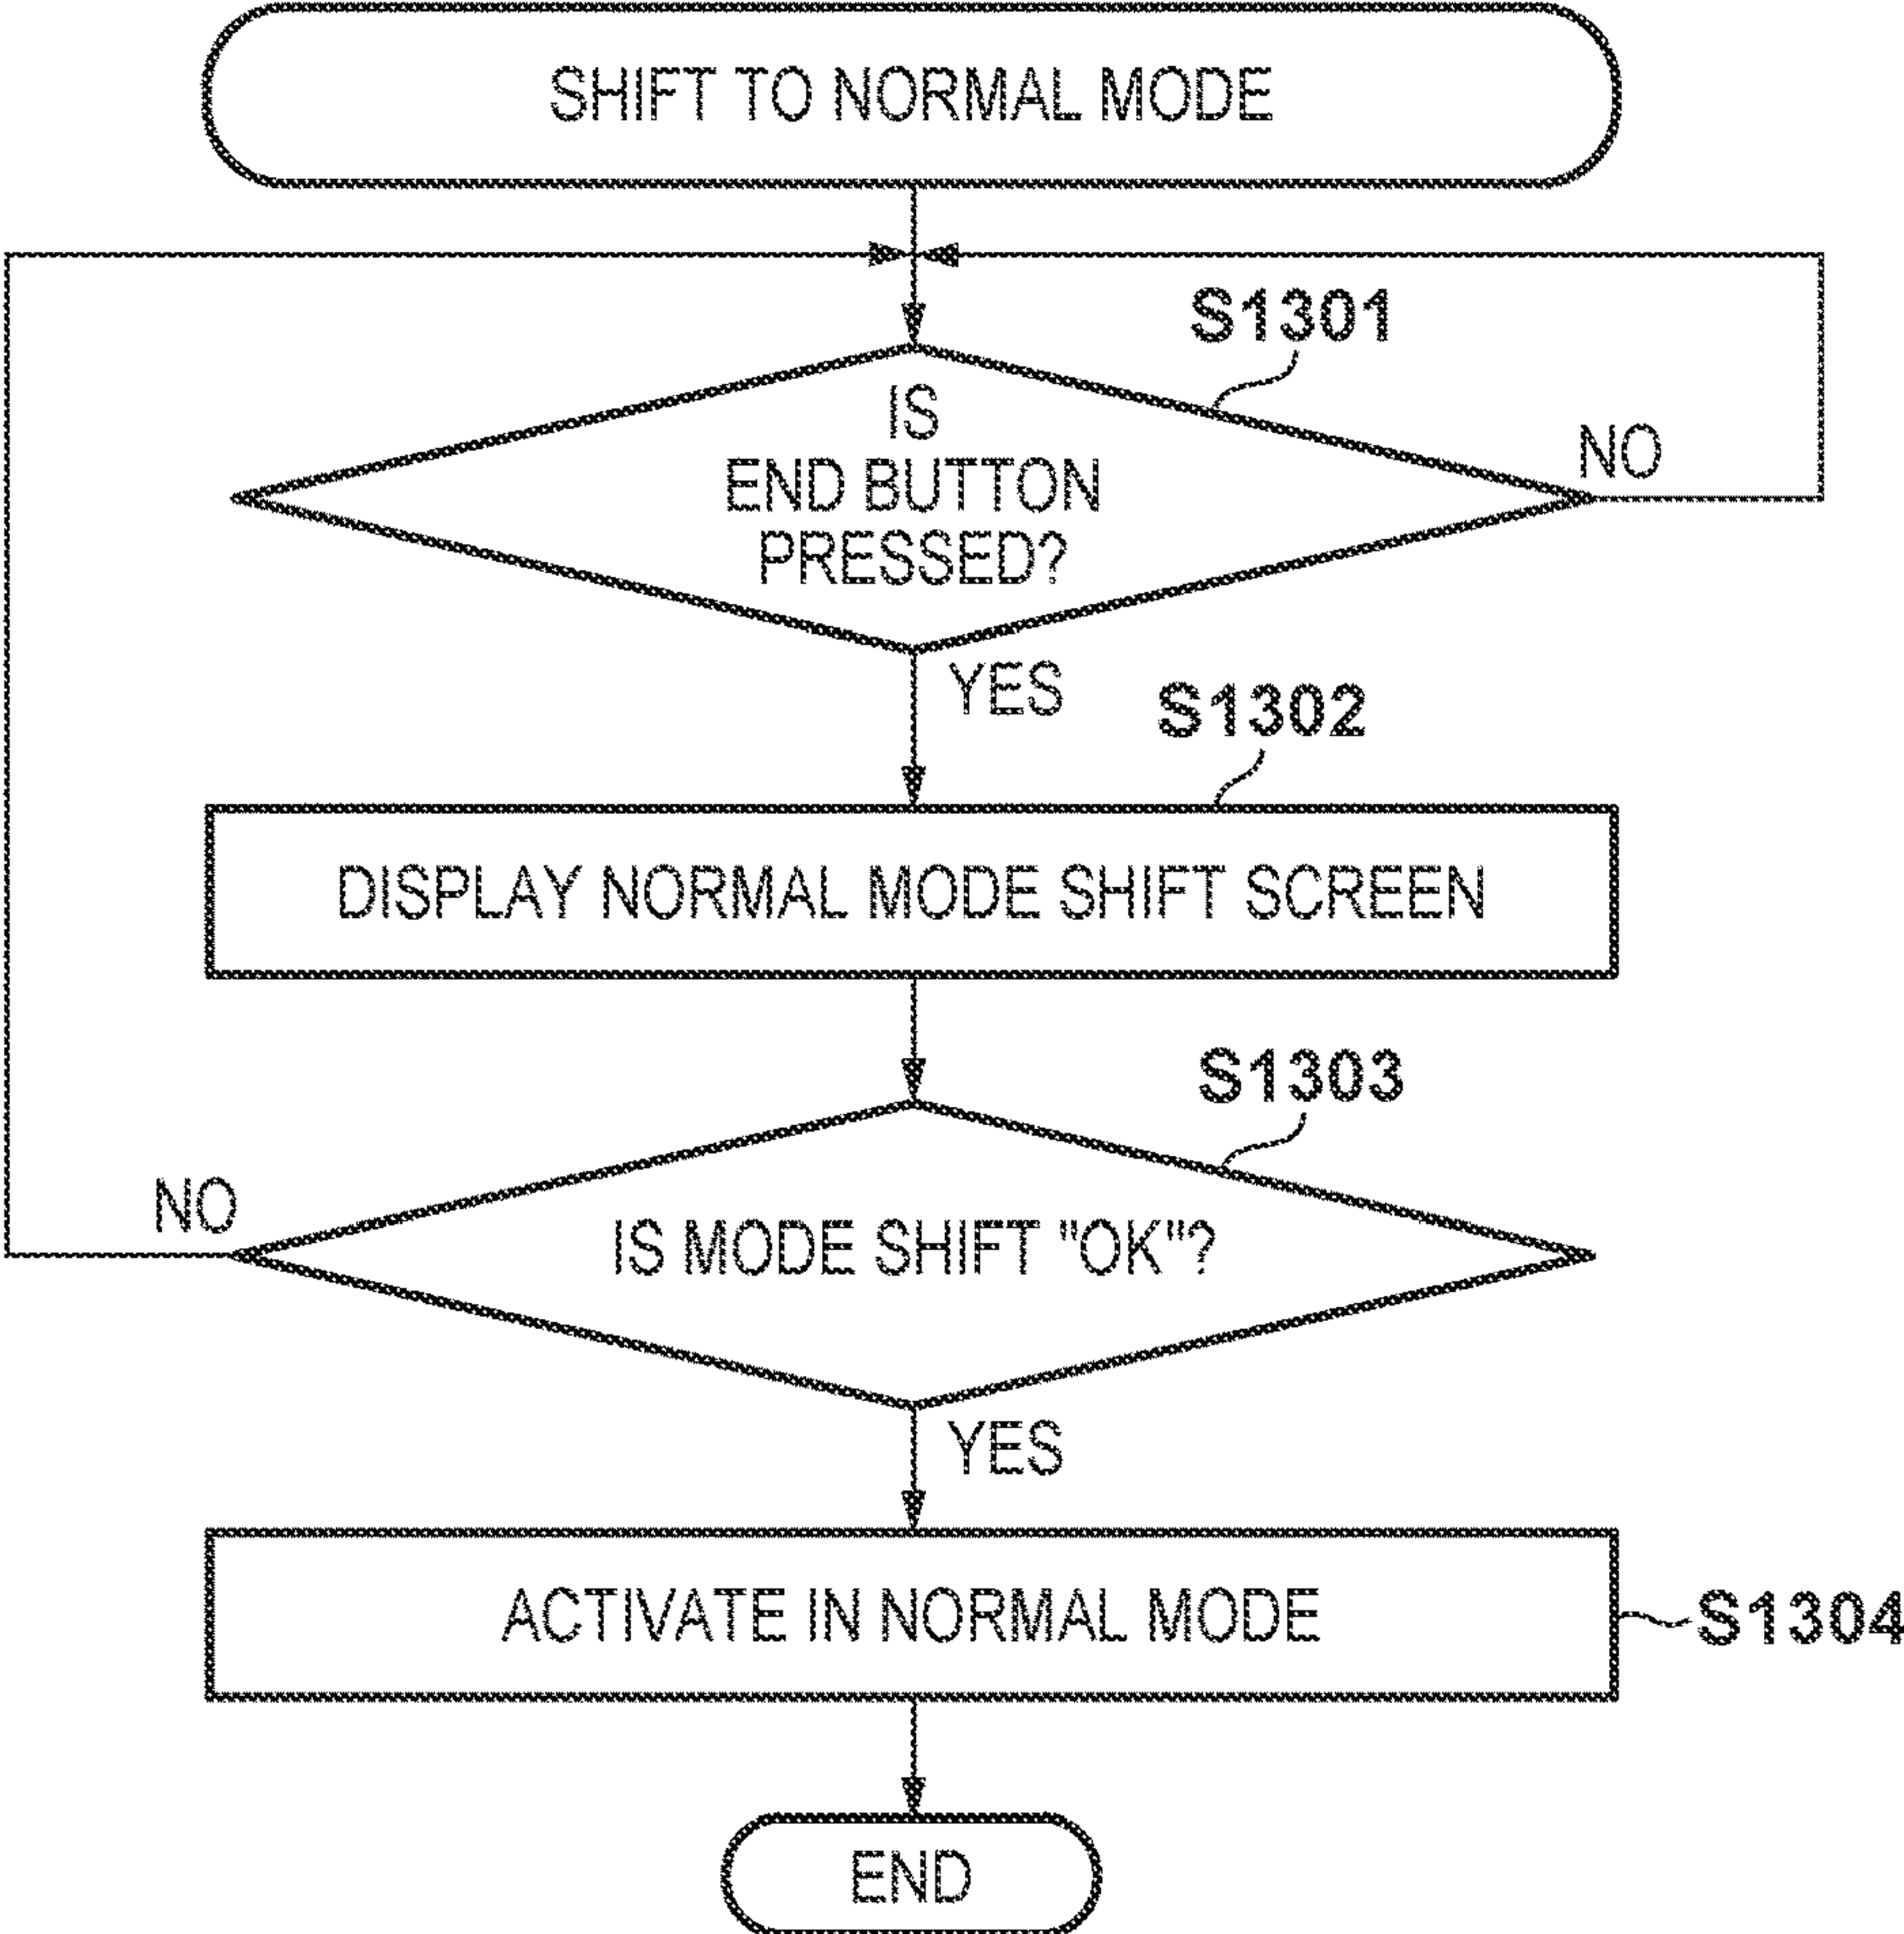 SHIFT TO NORMAL MODE
S1301
IS
END BUTTON
PRESSED?
NO
YES
S1302
DISPLAY NORMAL MODE SHIFT SCREEN
S1303
NO
IS MODE SHIFT "OK"?
YES
ACTIVATE IN NORMAL MODE
S1304
END